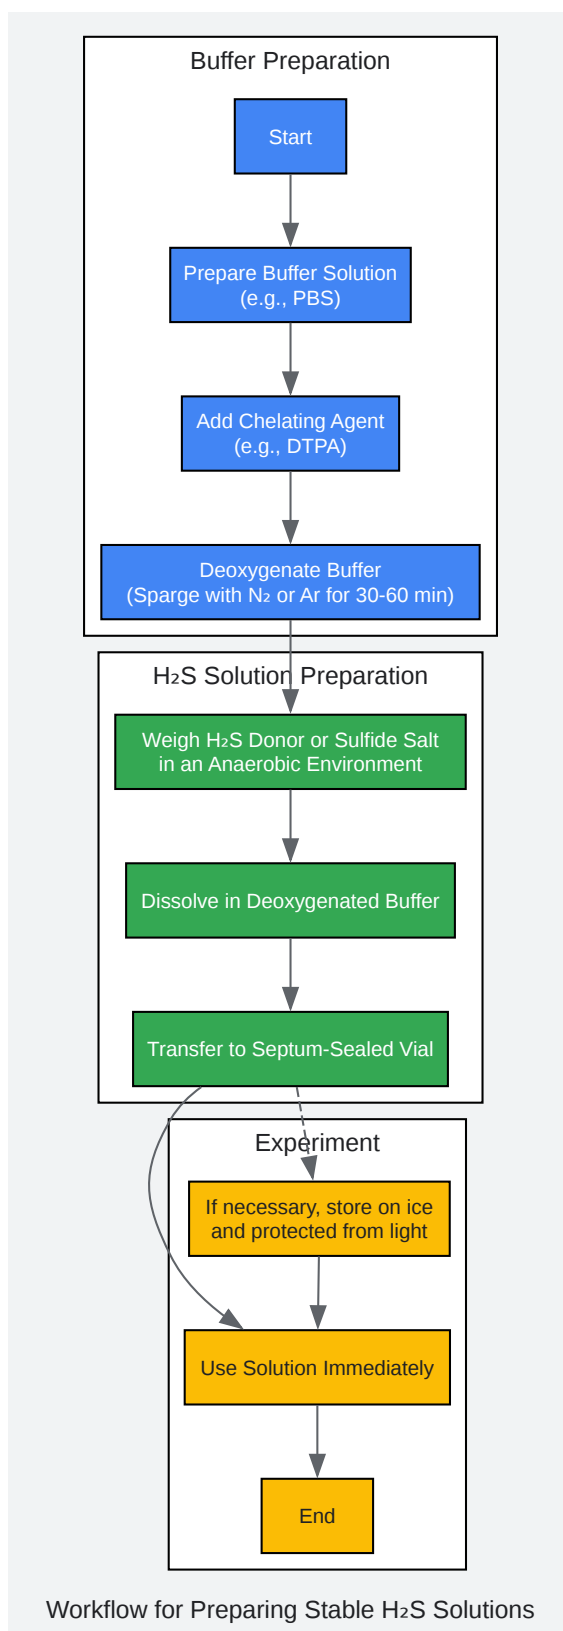 Buffer Preparation
Start
Prepare Buffer Solution
(e.g., PBS)
Add Chelating Agent
(e.g., DTPA)
Deoxygenate Buffer
(Sparge with N₂ or Ar for 30-60 min)
H₂S Solution Preparation
Weigh H₂S Donor or Sulfide Salt
in an Anaerobic Environment
Dissolve in Deoxygenated Buffer
Transfer to Septum-Sealed Vial
Experiment
If necessary, store on ice
and protected from light
Use Solution Immediately
End
Workflow for Preparing Stable H₂S Solutions